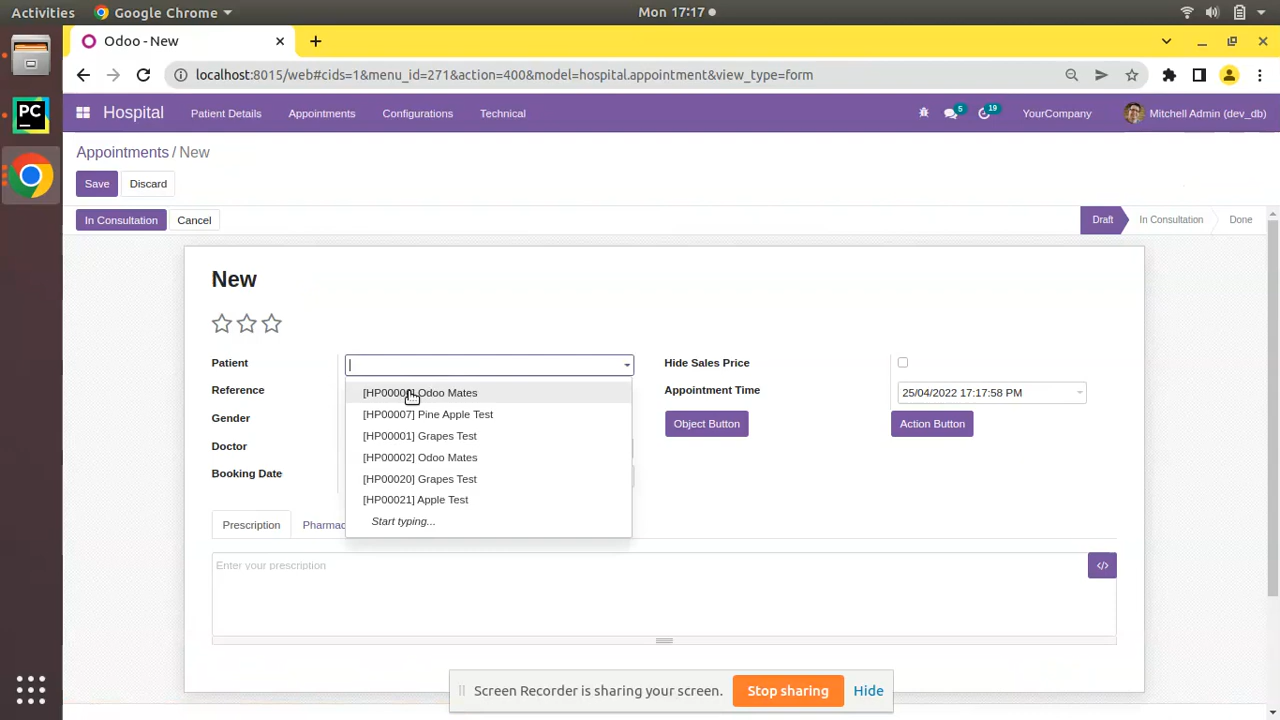 Activities
Google Chrome
Mon 17:17
Odoo - New
PC
localhost:8015/web#cids=1&menu_id=271&action=400&model=hospital.appointment&view_type=form
Hospital
Patient Details
Appointments
Configurations
Technical
5
19
YourCompany
Mitchell Admin (dev_db)
Appointments / New
Save
Discard
In Consultation
Cancel
Draft
In Consultation
Done
New
Patient
Hide Sales Price
Odoo Mates
Reference
Appointment Time
25/04/2022 17:17:58 PM
[HP00007] Pine Apple Test
Gender
Object Button
Action Button
[HP00001] Grapes Test
Doctor
[HP00002] Odoo Mates
Booking Date
[HP00020] Grapes Test
[HP00021] Apple Test
Start typing...
Prescription
Pharmac
Enter your prescription
</>
Screen Recorder is sharing your screen.
Stop sharing
Hide